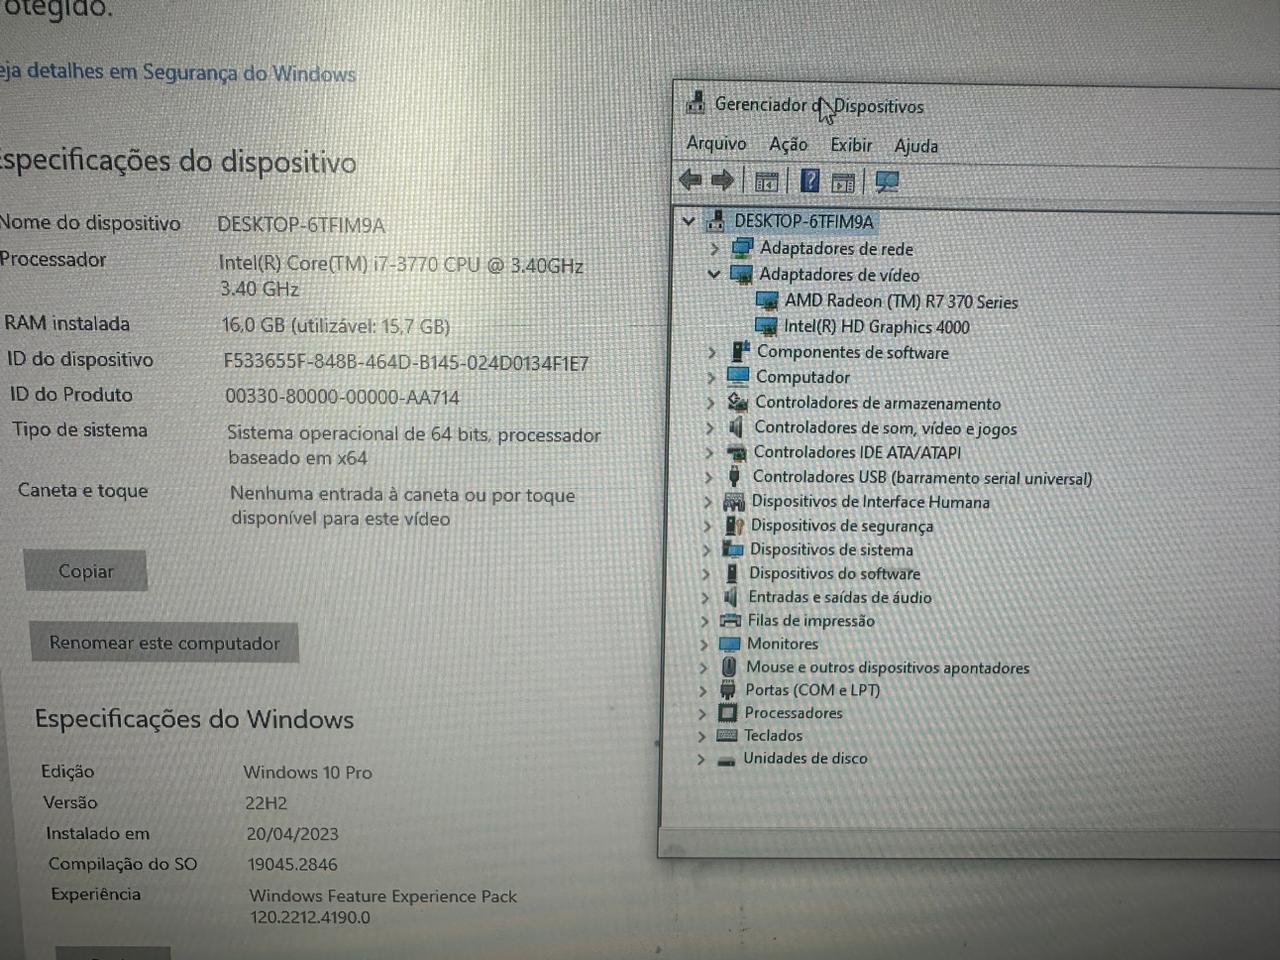 otegido.
eja detalhes em Segurança do Windows
Especificações do dispositivo
Nome do dispositivo DESKTOP-6TFIM9A
Processador Intel(R) Core(TM) i7-3770 CPU @ 3.40GHz
3.40 GHz
RAM instalada 16,0 GB (utilizável: 15,7 GB)
ID do dispositivo F533655F-848B-464D-B145-024D0134F1E7
ID do Produto 00330-80000-00000-AA714
Tipo de sistema Sistema operacional de 64 bits, processador
baseado em x64
Caneta e toque Nenhuma entrada à caneta ou por toque
disponível para este vídeo
Copiar
Renomear este computador
Especificações do Windows
Edição Windows 10 Pro
Versão 22H2
Instalado em 20/04/2023
Compilação do SO 19045.2846
Experiência Windows Feature Experience Pack
120.2212.4190.0
Gerenciador de Dispositivos
Arquivo Ação Exibir Ajuda
DESKTOP-6TFIM9A
Adaptadores de rede
Adaptadores de vídeo
AMD Radeon (TM) R7 370 Series
Intel(R) HD Graphics 4000
Componentes de software
Computador
Controladores de armazenamento
Controladores de som, vídeo e jogos
Controladores IDE ATA/ATAPI
Controladores USB (barramento serial universal)
Dispositivos de Interface Humana
Dispositivos de segurança
Dispositivos de sistema
Dispositivos do software
Entradas e saídas de áudio
Filas de impressão
Monitores
Mouse e outros dispositivos apontadores
Portas (COM e LPT)
Processadores
Teclados
Unidades de disco